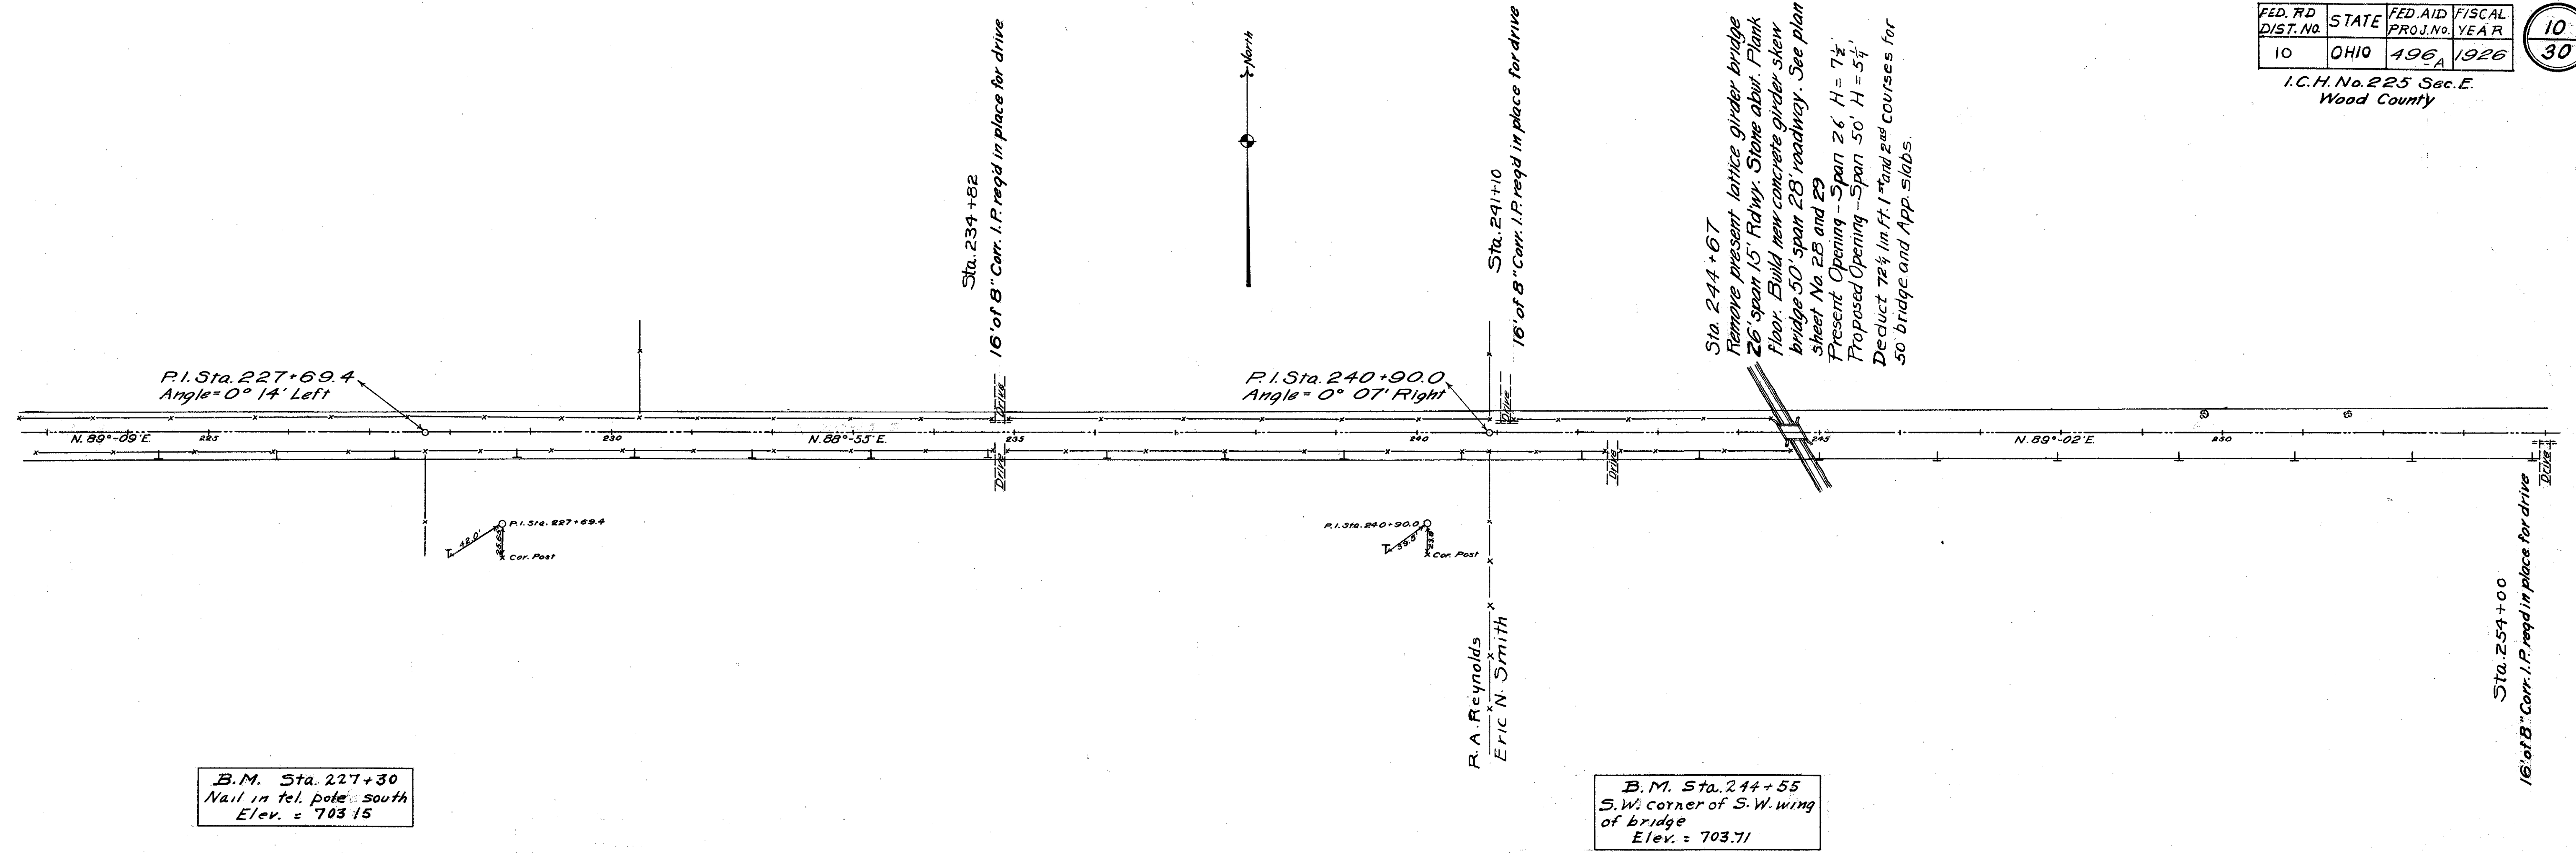 FED. RD DIST. NO. STATE FED. AID PROJ. NO. FISCAL YEAR
10 OHIO 496-A 1926
10
30
I.C.H. No. 225 Sec. E.
Wood County
North
Sta. 234+82
16' of 8" Corr. I.P. req'd in place for drive
Sta. 241+10
16' of 8" Corr. I.P. req'd in place for drive
Sta. 244+67
Remove present lattice girder bridge
26' span 15' Rdwy. Stone abut. Plank
floor. Build new concrete girder skew
bridge 50' span 28' roadway. See plan
sheet No. 28 and 29
Present Opening -- Span 26' H = 7½'
Proposed Opening -- Span 50' H = 5¼'
Deduct 72¼ lin ft. 1st and 2nd courses for
50' bridge and App. slabs.
P.I. Sta. 227+69.4
Angle = 0° 14' Left
P.I. Sta. 240+90.0
Angle = 0° 07' Right
Drive
Drive
N. 89°-09' E. 225 230 N. 88°-55' E. 235 240 245 N. 89°-02' E. 250
Drive
Drive
Drive
P.I. Sta. 227+69.4
42.0'
Cor. Post
P.I. Sta. 240+90.0
39.5'
Cor. Post
R. A. Reynolds
Eric N. Smith
Sta. 254+00
16' of 8" Corr. I.P. req'd in place for drive
B.M. Sta. 227+30
Nail in tel. pole south
Elev. = 703.15
B.M. Sta. 244+55
S.W. corner of S.W. wing
of bridge
Elev. = 703.71